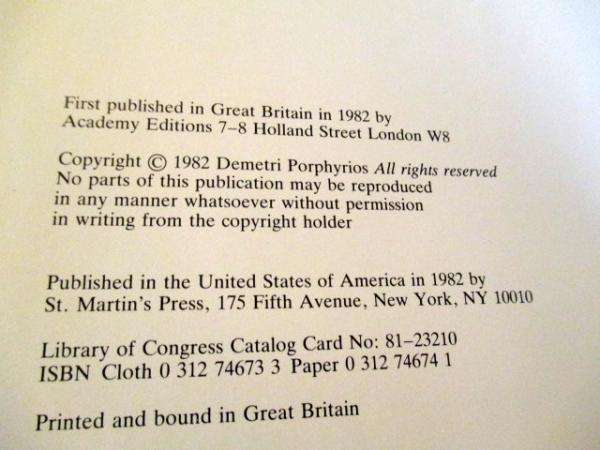 First published in Great Britain in 1982 by
Academy Editions 7–8 Holland Street London W8
Copyright © 1982 Demetri Porphyrios All rights reserved
No parts of this publication may be reproduced
in any manner whatsoever without permission
in writing from the copyright holder
Published in the United States of America in 1982 by
St. Martin's Press, 175 Fifth Avenue, New York, NY 10010
Library of Congress Catalog Card No: 81–23210
ISBN Cloth 0 312 74673 3 Paper 0 312 74674 1
Printed and bound in Great Britain